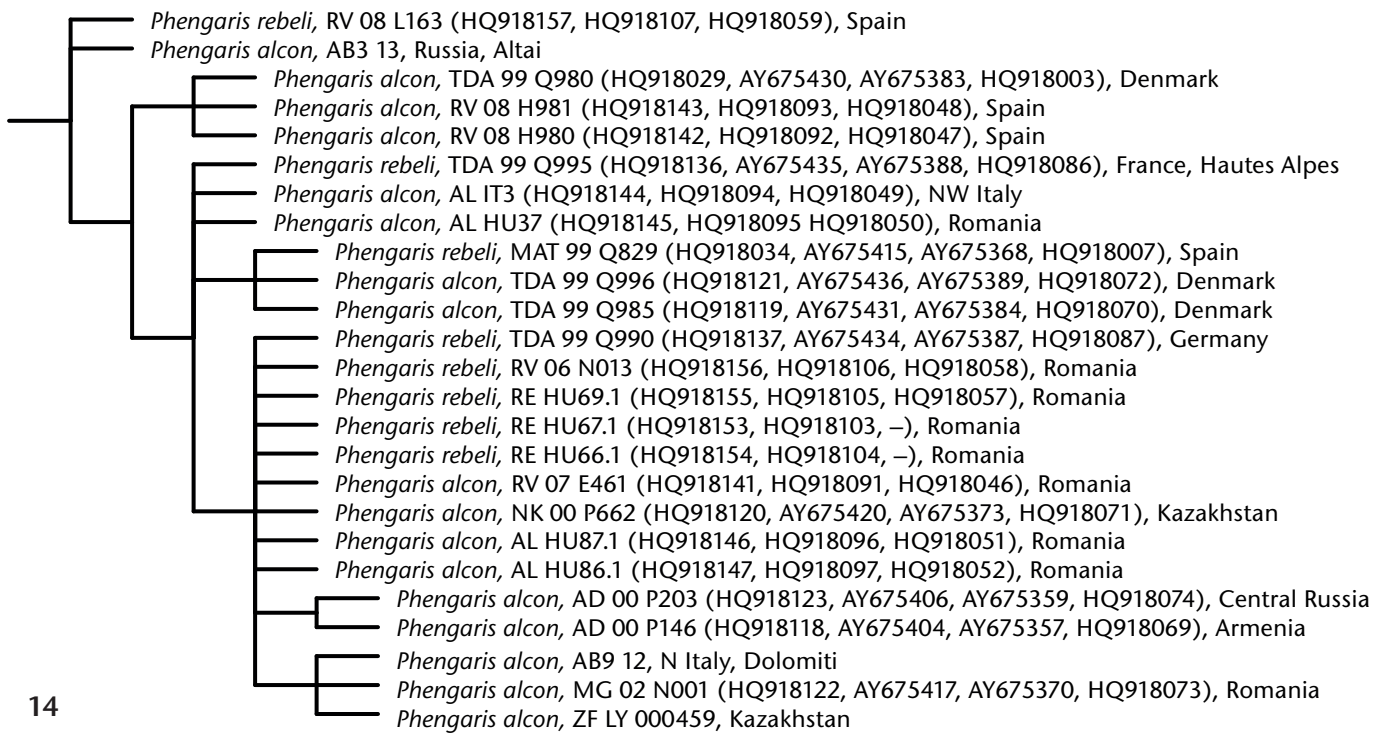 Phengaris rebeli, RV 08 L163 (HQ918157, HQ918107, HQ918059), Spain
Phengaris alcon, AB3 13, Russia, Altai
Phengaris alcon, TDA 99 Q980 (HQ918029, AY675430, AY675383, HQ918003), Denmark
Phengaris alcon, RV 08 H981 (HQ918143, HQ918093, HQ918048), Spain
Phengaris alcon, RV 08 H980 (HQ918142, HQ918092, HQ918047), Spain
Phengaris rebeli, TDA 99 Q995 (HQ918136, AY675435, AY675388, HQ918086), France, Hautes Alpes
Phengaris alcon, AL IT3 (HQ918144, HQ918094, HQ918049), NW Italy
Phengaris alcon, AL HU37 (HQ918145, HQ918095 HQ918050), Romania
Phengaris rebeli, MAT 99 Q829 (HQ918034, AY675415, AY675368, HQ918007), Spain
Phengaris alcon, TDA 99 Q996 (HQ918121, AY675436, AY675389, HQ918072), Denmark
Phengaris alcon, TDA 99 Q985 (HQ918119, AY675431, AY675384, HQ918070), Denmark
Phengaris rebeli, TDA 99 Q990 (HQ918137, AY675434, AY675387, HQ918087), Germany
Phengaris rebeli, RV 06 N013 (HQ918156, HQ918106, HQ918058), Romania
Phengaris rebeli, RE HU69.1 (HQ918155, HQ918105, HQ918057), Romania
Phengaris rebeli, RE HU67.1 (HQ918153, HQ918103, –), Romania
Phengaris rebeli, RE HU66.1 (HQ918154, HQ918104, –), Romania
Phengaris alcon, RV 07 E461 (HQ918141, HQ918091, HQ918046), Romania
Phengaris alcon, NK 00 P662 (HQ918120, AY675420, AY675373, HQ918071), Kazakhstan
Phengaris alcon, AL HU87.1 (HQ918146, HQ918096, HQ918051), Romania
Phengaris alcon, AL HU86.1 (HQ918147, HQ918097, HQ918052), Romania
Phengaris alcon, AD 00 P203 (HQ918123, AY675406, AY675359, HQ918074), Central Russia
Phengaris alcon, AD 00 P146 (HQ918118, AY675404, AY675357, HQ918069), Armenia
Phengaris alcon, AB9 12, N Italy, Dolomiti
Phengaris alcon, MG 02 N001 (HQ918122, AY675417, AY675370, HQ918073), Romania
Phengaris alcon, ZF LY 000459, Kazakhstan
14